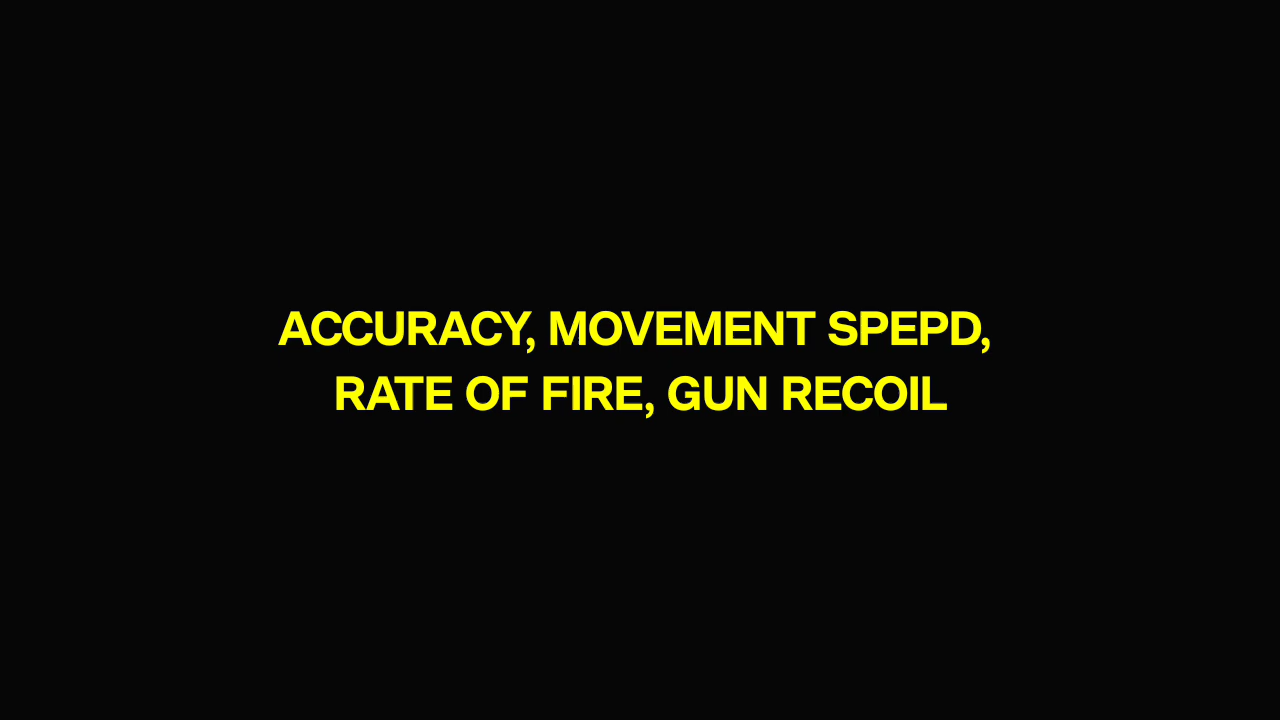 ACCURACY, MOVEMENT SPEPD,
RATE OF FIRE, GUN RECOIL